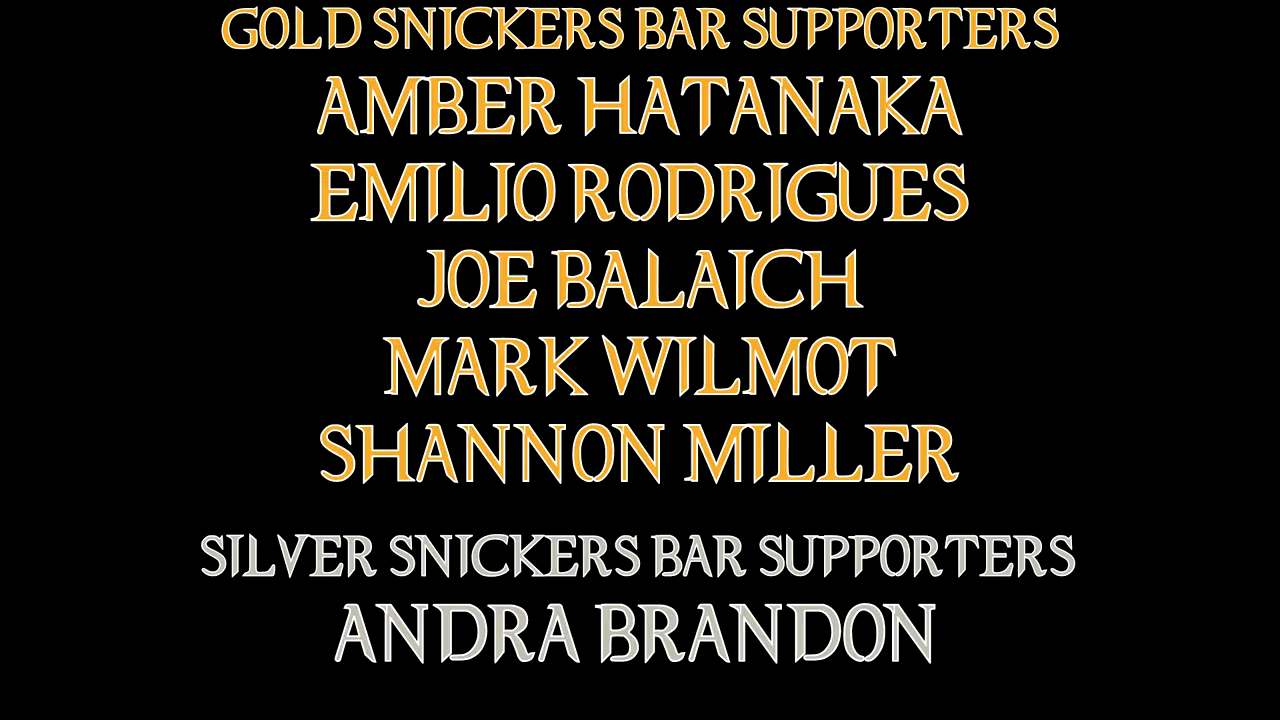 GOLD SNICKERS BAR SUPPORTERS
AMBER HATANAKA
EMILIO RODRIGUES
JOE BALAICH
MARK WILMOT
SHANNON MILLER
SILVER SNICKERS BAR SUPPORTERS
ANDRA BRANDON